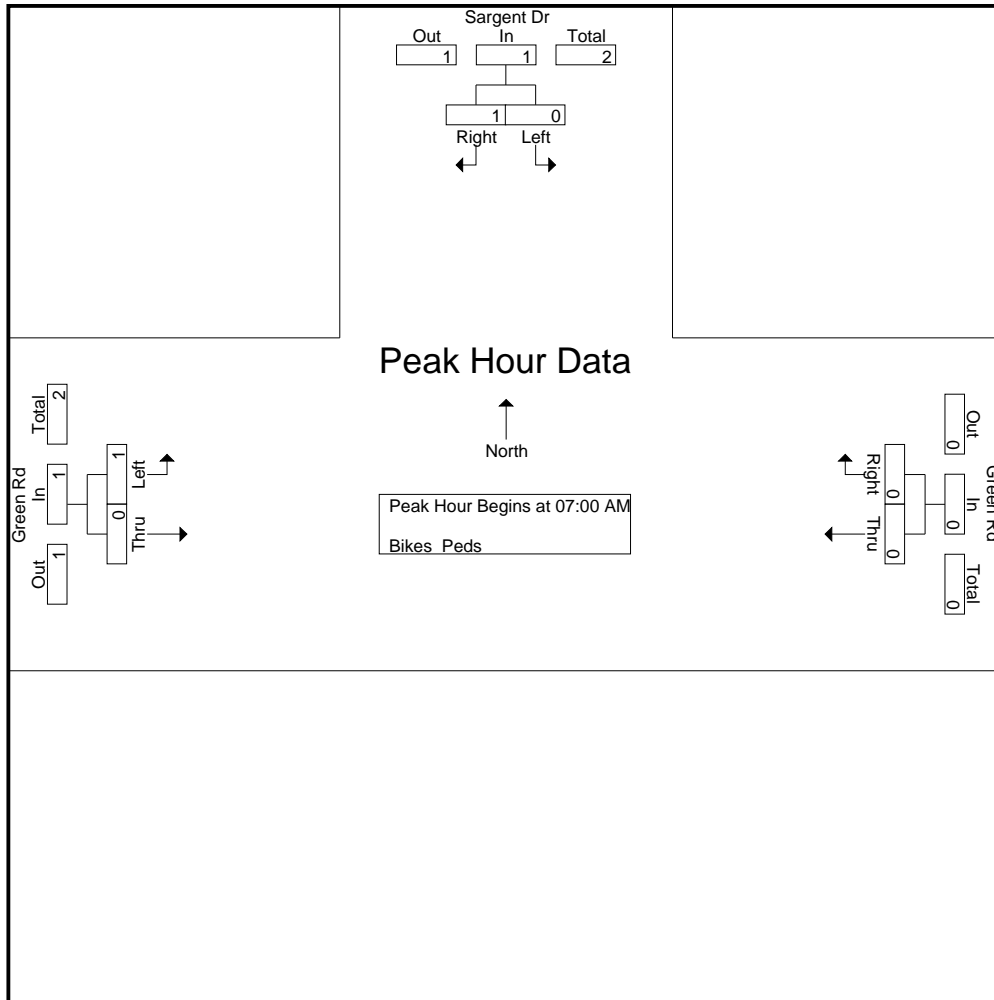 Sargent Dr
Out In Total
1 1 2
1 0
Right Left
Peak Hour Data
North
Peak Hour Begins at 07:00 AM
Bikes Peds
Green Rd
Out In Total
1 1 2
0 1
Thru Left
Green Rd
Out In Total
0 0 0
0 0
Right Thru